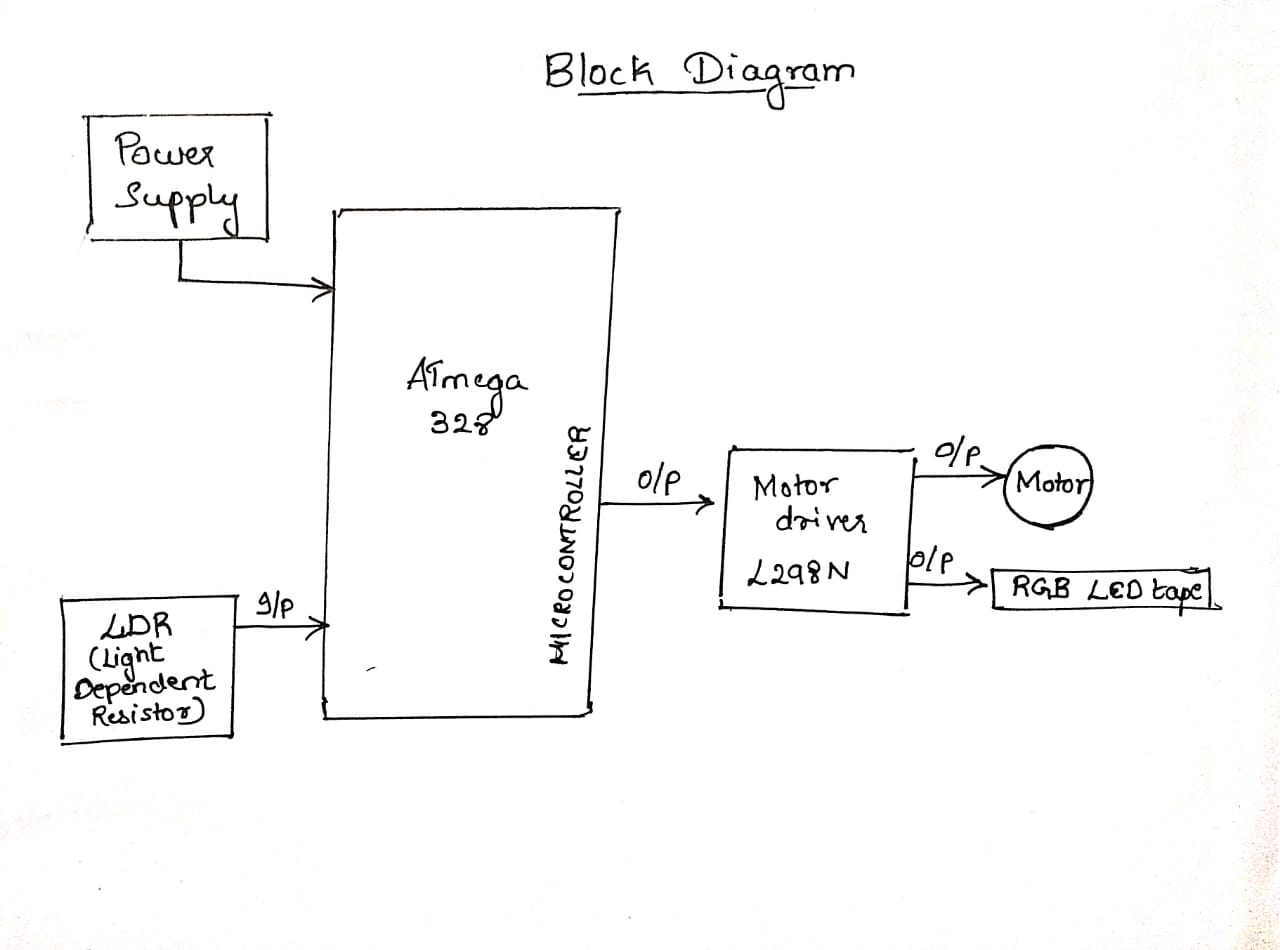 Block Diagram
Power
Supply
ATmega
328
MICROCONTROLLER
LDR
(Light
Dependent
Resistor)
I/P
O/P
Motor
driver
L298N
O/P
Motor
O/P
RGB LED tape